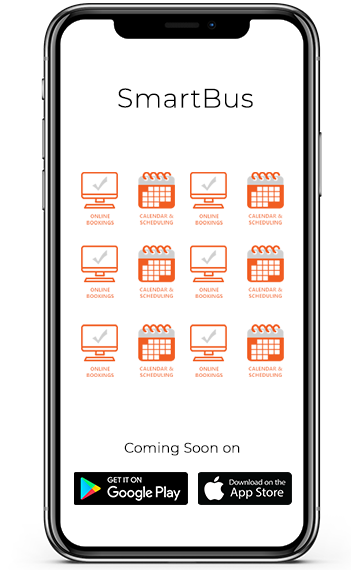 SmartBus
ONLINE BOOKINGS
CALENDAR & SCHEDULING
ONLINE BOOKINGS
CALENDAR & SCHEDULING
ONLINE BOOKINGS
CALENDAR & SCHEDULING
ONLINE BOOKINGS
CALENDAR & SCHEDULING
ONLINE BOOKINGS
CALENDAR & SCHEDULING
ONLINE BOOKINGS
CALENDAR & SCHEDULING
Coming Soon on
GET IT ON
Google Play
Download on the
App Store